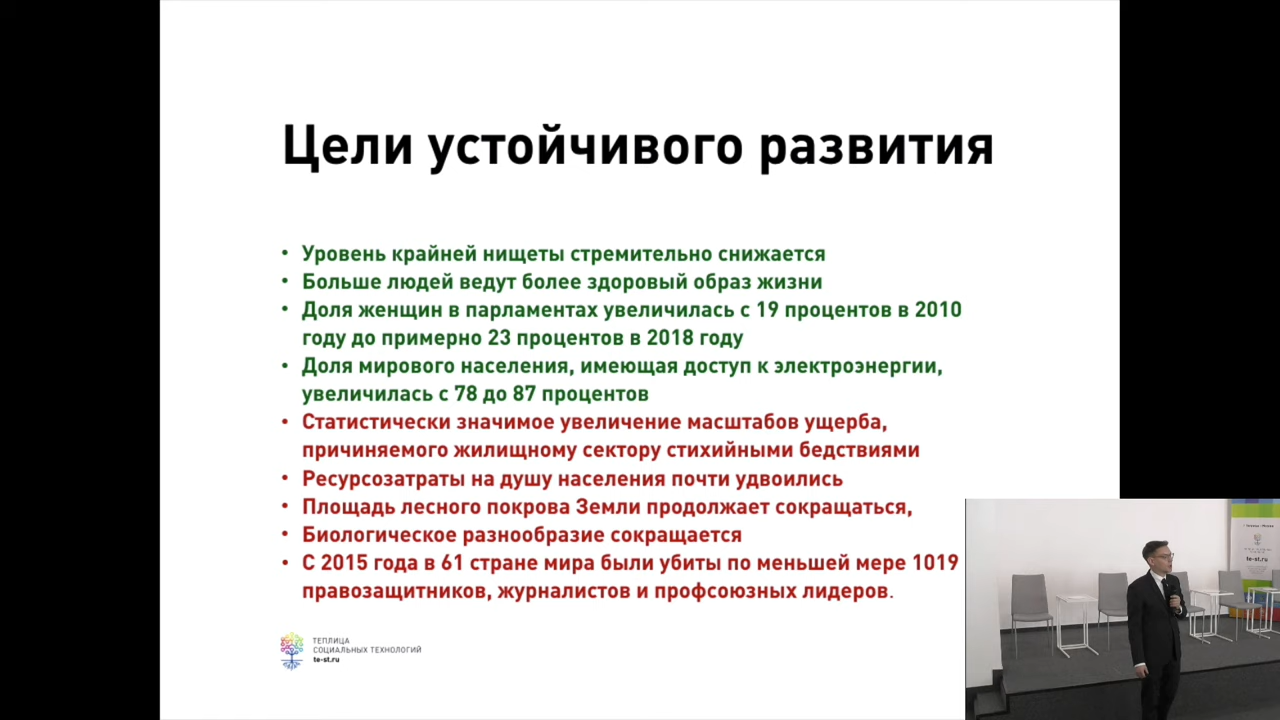 Цели устойчивого развития
• Уровень крайней нищеты стремительно снижается
• Больше людей ведут более здоровый образ жизни
• Доля женщин в парламентах увеличилась с 19 процентов в 2010
году до примерно 23 процентов в 2018 году
• Доля мирового населения, имеющая доступ к электроэнергии,
увеличилась с 78 до 87 процентов
• Статистически значимое увеличение масштабов ущерба,
причиняемого жилищному сектору стихийными бедствиями
• Ресурсозатраты на душу населения почти удвоились
• Площадь лесного покрова Земли продолжает сокращаться,
• Биологическое разнообразие сокращается
• С 2015 года в 61 стране мира были убиты по меньшей мере 1019
правозащитников, журналистов и профсоюзных лидеров.
ТЕПЛИЦА
СОЦИАЛЬНЫХ ТЕХНОЛОГИЙ
te-st.ru
te-st.ru